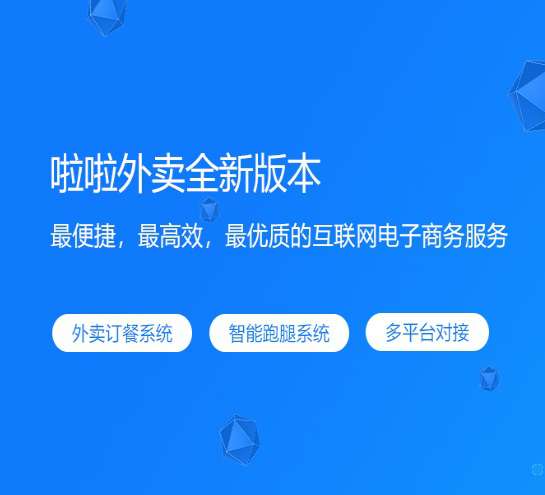 啦啦外卖全新版本
最便捷，最高效，最优质的互联网电子商务服务
外卖订餐系统 智能跑腿系统 多平台对接